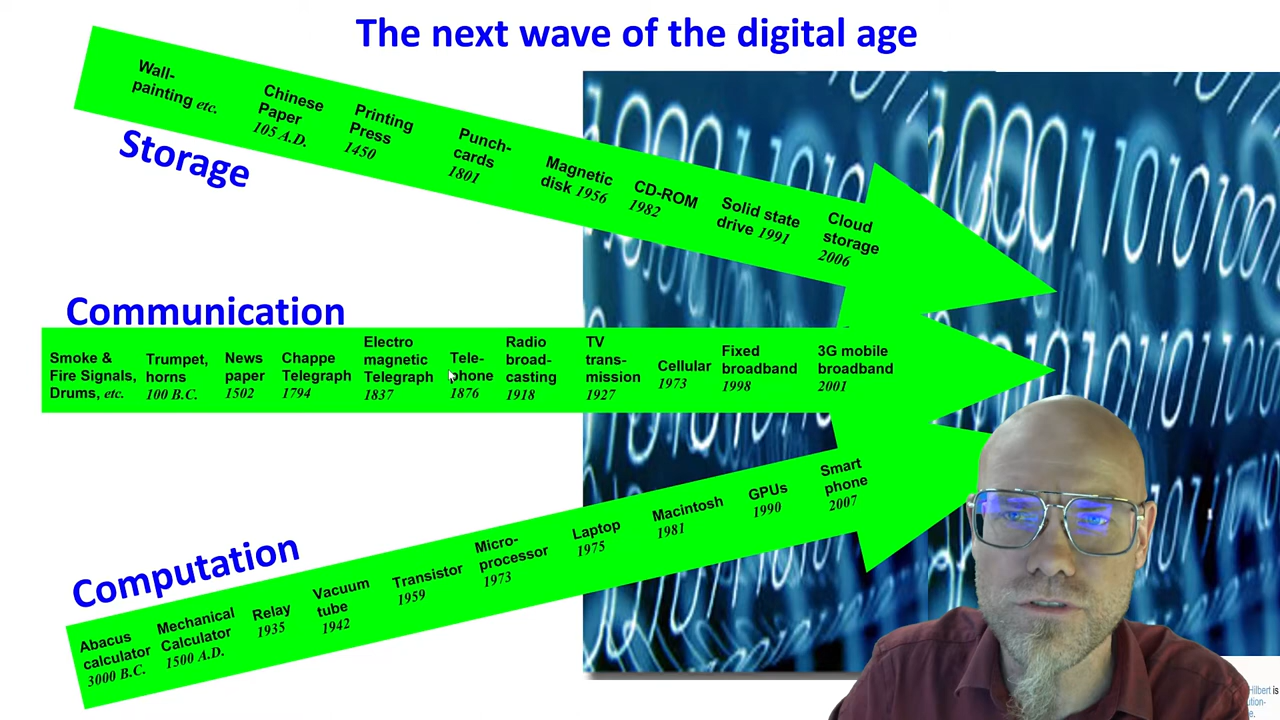 The next wave of the digital age
Wall-
painting etc.
Chinese
Paper
105 A.D.
Printing
Press
1450
Punch-
cards
1801
Magnetic
disk 1956
CD-ROM
1982
Solid state
drive 1991
Cloud
storage
2006
Storage
Communication
Smoke &
Fire Signals,
Drums, etc.
Trumpet,
horns
100 B.C.
News
paper
1502
Chappe
Telegraph
1794
Electro
magnetic
Telegraph
1837
Tele-
phone
1876
Radio
broad-
casting
1918
TV
trans-
mission
1927
Cellular
1973
Fixed
broadband
1998
3G mobile
broadband
2001
Computation
Abacus
calculator
3000 B.C.
Mechanical
Calculator
1500 A.D.
Relay
1935
Vacuum
tube
1942
Transistor
1959
Micro-
processor
1973
Laptop
1975
Macintosh
1981
GPUs
1990
Smart
phone
2007
Hilbert is